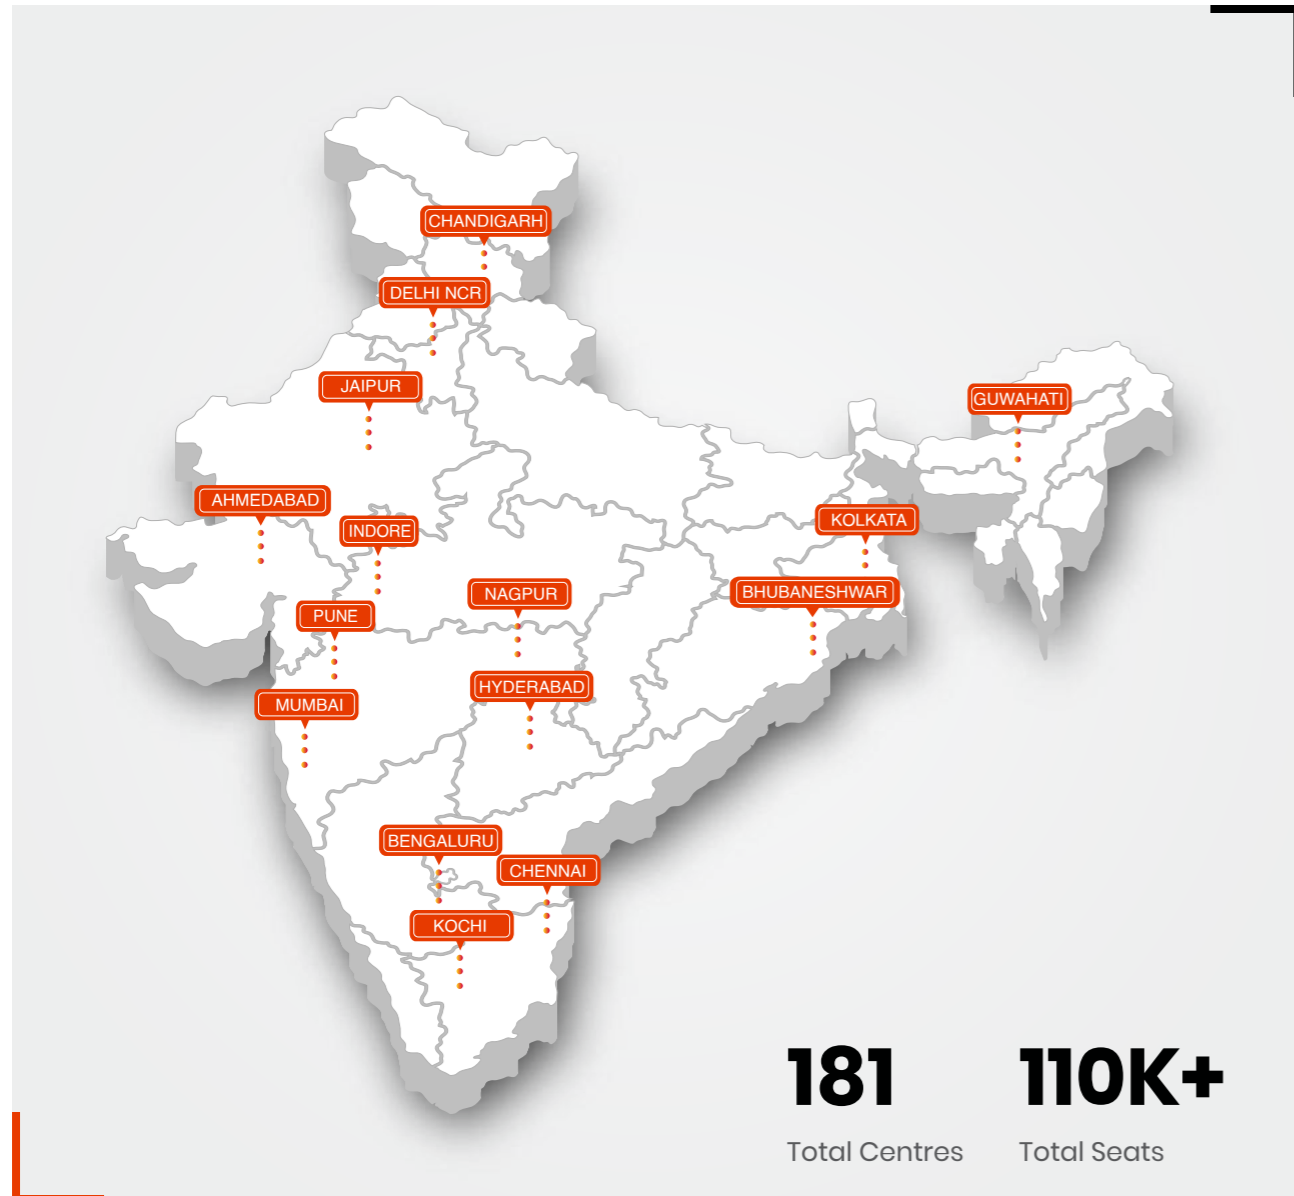 CHANDIGARH
DELHI NCR
JAIPUR
GUWAHATI
AHMEDABAD
INDORE
KOLKATA
NAGPUR
BHUBANESHWAR
PUNE
HYDERABAD
MUMBAI
BENGALURU
CHENNAI
KOCHI
181
Total Centres
110K+
Total Seats